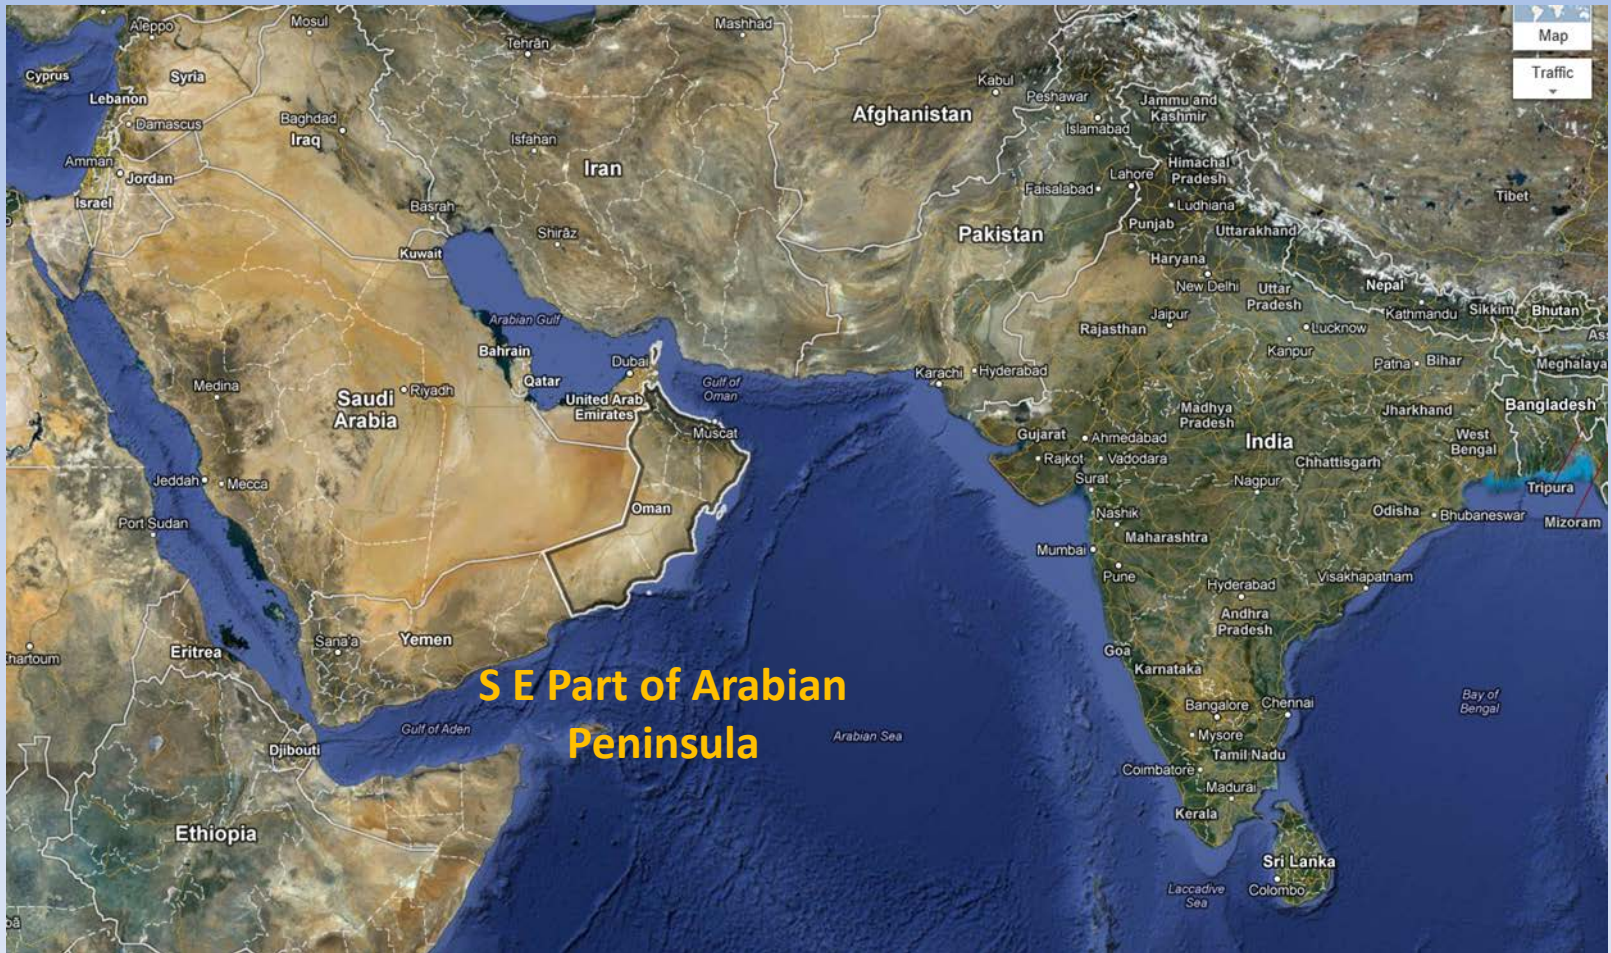 Aleppo
Mosul
Mashhad
Map
Tehrān
Cyprus
Syria
Kabul
Traffic
Peshawar
Lebanon
Jammu and
Kashmir
Afghanistan
Baghdad
Damascus
Islamabad
Iraq
Isfahan
Amman
Iran
Himachal
Pradesh
Jordan
Lahore
Faisalabad
Tibet
Israel
Basrah
Ludhiana
Punjab
Shirāz
Pakistan
Uttarakhand
Kuwait
Haryana
New Delhi
Uttar
Pradesh
Nepal
Arabian Gulf
Jaipur
Kathmandu
Sikkim
Bhutan
Rajasthan
Lucknow
Ass
Bahrain
Kanpur
Dubai
Patna
Bihar
Meghalaya
Karachi
Hyderabad
Qatar
Medina
Riyadh
Gulf of
Oman
Saudi
Arabia
United Arab
Emirates
Madhya
Pradesh
Jharkhand
Bangladesh
Muscat
Gujarat
Ahmedabad
India
West
Bengal
Rajkot
Vadodara
Chhattisgarh
Jeddah
Mecca
Surat
Nagpur
Tripura
Oman
Nashik
Odisha
Bhubaneswar
Mizoram
Port Sudan
Maharashtra
Mumbai
Pune
Hyderabad
Visakhapatnam
Andhra
Pradesh
Sana'a
Yemen
Eritrea
Khartoum
Goa
Karnataka
S E Part of Arabian
Peninsula
Bangalore
Chennai
Bay of
Bengal
Gulf of Aden
Arabian Sea
Mysore
Djibouti
Tamil Nadu
Coimbatore
Madurai
Kerala
Ethiopia
Sri Lanka
Laccadive
Sea
Colombo